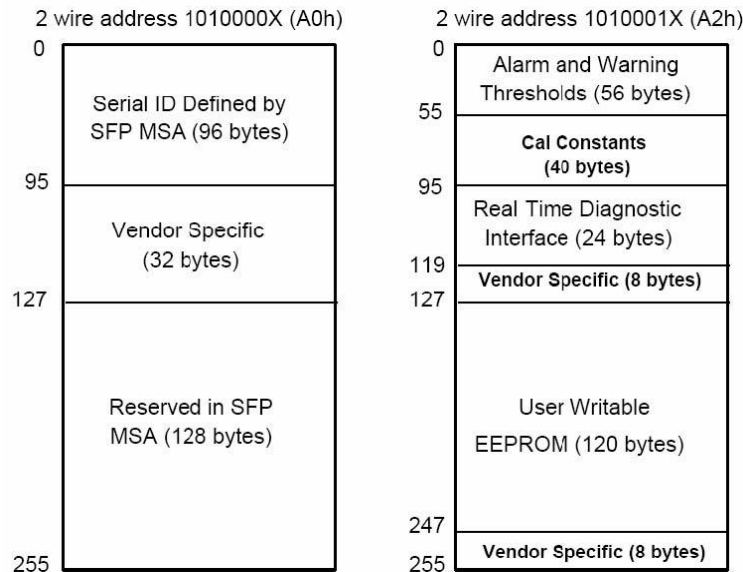 2 wire address 1010000X (A0h)
0
Serial ID Defined by
SFP MSA (96 bytes)
95
Vendor Specific
(32 bytes)
127
Reserved in SFP
MSA (128 bytes)
255
2 wire address 1010001X (A2h)
0
Alarm and Warning
Thresholds (56 bytes)
55
Cal Constants
(40 bytes)
95
Real Time Diagnostic
Interface (24 bytes)
119
Vendor Specific (8 bytes)
127
User Writable
EEPROM (120 bytes)
247
Vendor Specific (8 bytes)
255